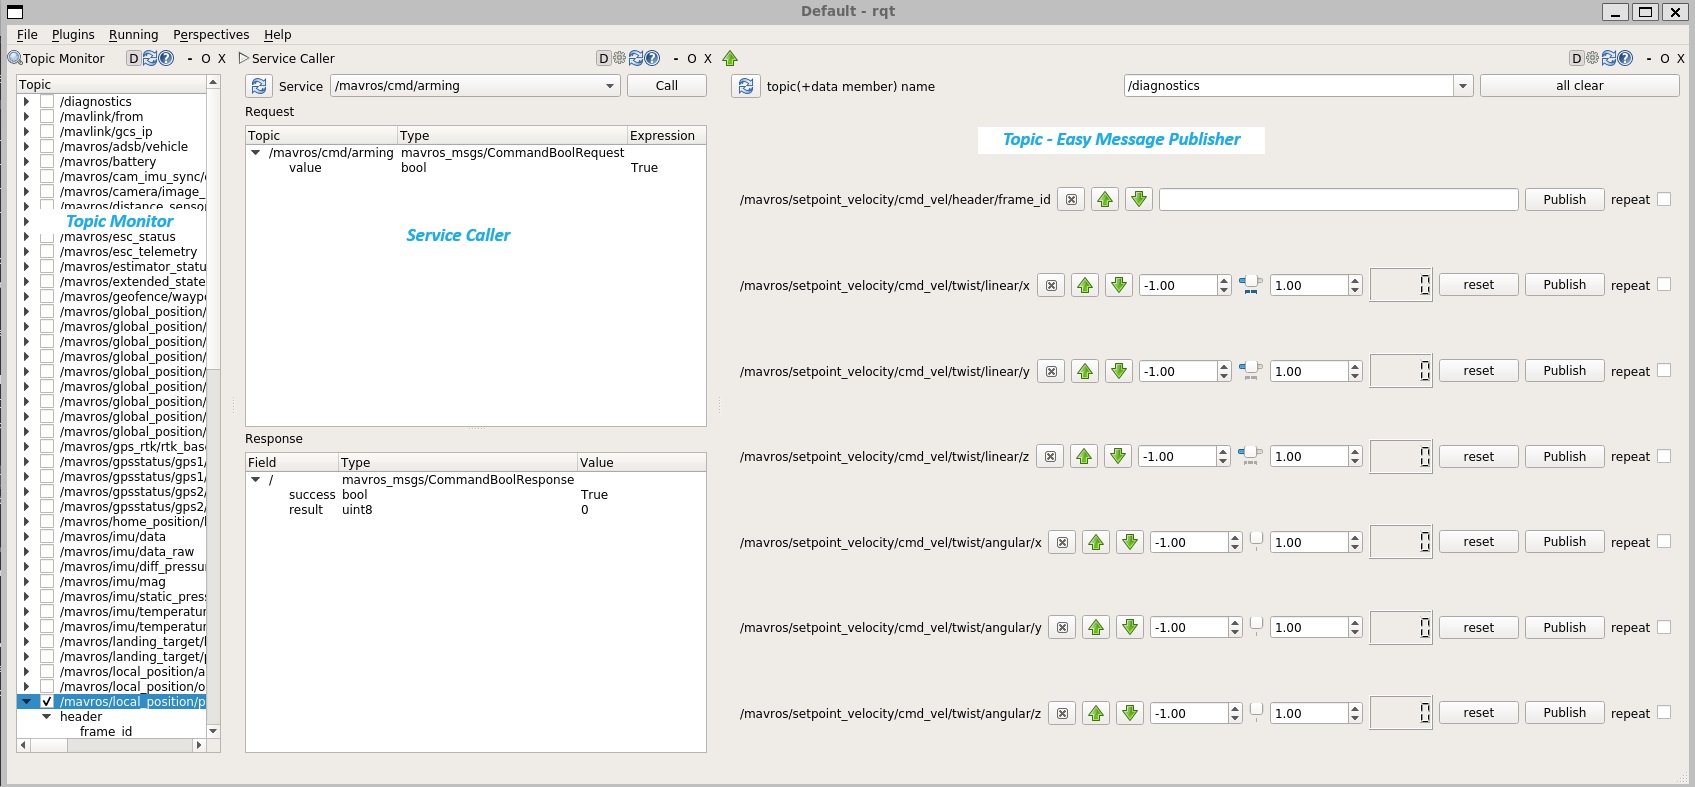 Default - rqt
File Plugins Running Perspectives Help
Topic Monitor D - O X
Service Caller D - O X
D - O X
Topic
/diagnostics
/mavlink/from
/mavlink/gcs_ip
/mavros/adsb/vehicle
/mavros/battery
/mavros/cam_imu_sync/
/mavros/camera/image_
/mavros/distance_sensor
Topic Monitor
/mavros/esc_status
/mavros/esc_telemetry
/mavros/estimator_statu
/mavros/extended_state
/mavros/geofence/wayp
/mavros/global_position/
/mavros/global_position/
/mavros/global_position/
/mavros/global_position/
/mavros/global_position/
/mavros/global_position/
/mavros/global_position/
/mavros/global_position/
/mavros/global_position/
/mavros/gps_rtk/rtk_bas
/mavros/gpsstatus/gps1/
/mavros/gpsstatus/gps1/
/mavros/gpsstatus/gps2/
/mavros/gpsstatus/gps2/
/mavros/home_position/
/mavros/imu/data
/mavros/imu/data_raw
/mavros/imu/diff_pressu
/mavros/imu/mag
/mavros/imu/static_pres
/mavros/imu/temperatur
/mavros/imu/temperatur
/mavros/landing_target/
/mavros/landing_target/
/mavros/local_position/a
/mavros/local_position/o
/mavros/local_position/p
header
frame_id
Service /mavros/cmd/arming Call
Request
Topic Type Expression
/mavros/cmd/arming mavros_msgs/CommandBoolRequest
value bool True
Service Caller
Response
Field Type Value
/ mavros_msgs/CommandBoolResponse
success bool True
result uint8 0
topic(+data member) name /diagnostics all clear
Topic - Easy Message Publisher
/mavros/setpoint_velocity/cmd_vel/header/frame_id Publish repeat
/mavros/setpoint_velocity/cmd_vel/twist/linear/x -1.00 1.00 0 reset Publish repeat
/mavros/setpoint_velocity/cmd_vel/twist/linear/y -1.00 1.00 0 reset Publish repeat
/mavros/setpoint_velocity/cmd_vel/twist/linear/z -1.00 1.00 0 reset Publish repeat
/mavros/setpoint_velocity/cmd_vel/twist/angular/x -1.00 1.00 0 reset Publish repeat
/mavros/setpoint_velocity/cmd_vel/twist/angular/y -1.00 1.00 0 reset Publish repeat
/mavros/setpoint_velocity/cmd_vel/twist/angular/z -1.00 1.00 0 reset Publish repeat